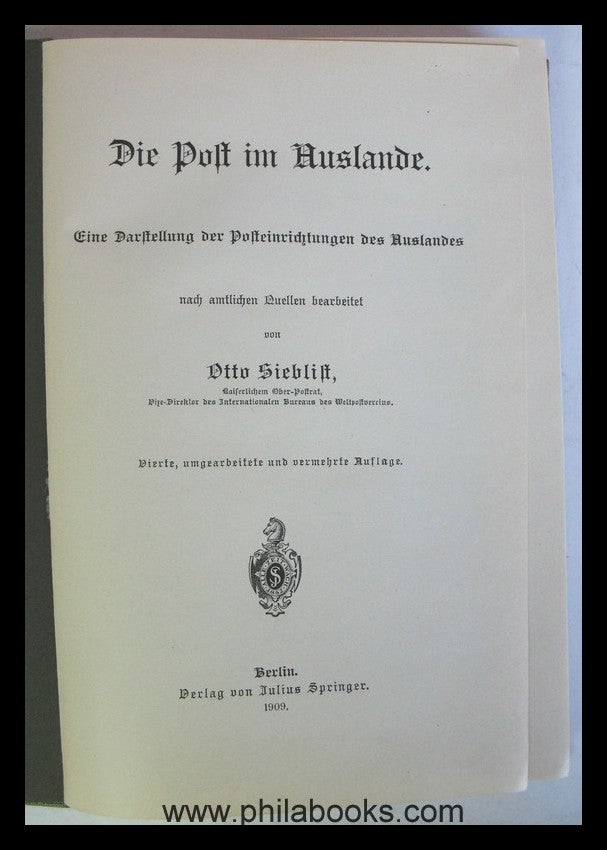 Die Post im Auslande.
Eine Darstellung der Posteinrichtungen des Auslandes
nach amtlichen Quellen bearbeitet
von
Otto Sieblist,
Kaiserlichem Ober-Postrat,
Vize-Direktor des Internationalen Bureaus des Weltpostvereins.
Vierte, umgearbeitete und vermehrte Auflage.
Berlin.
Verlag von Julius Springer.
1909.
www.philabooks.com